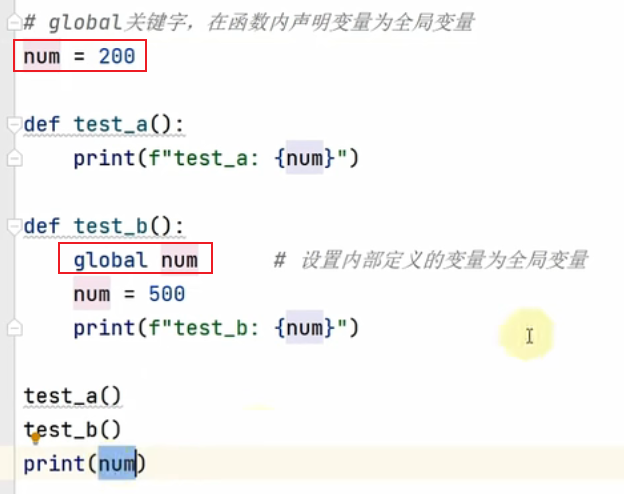 # global关键字，在函数内声明变量为全局变量
num = 200
def test_a():
print(f"test_a: {num}")
def test_b():
global num # 设置内部定义的变量为全局变量
num = 500
print(f"test_b: {num}")
test_a()
test_b()
print(num)